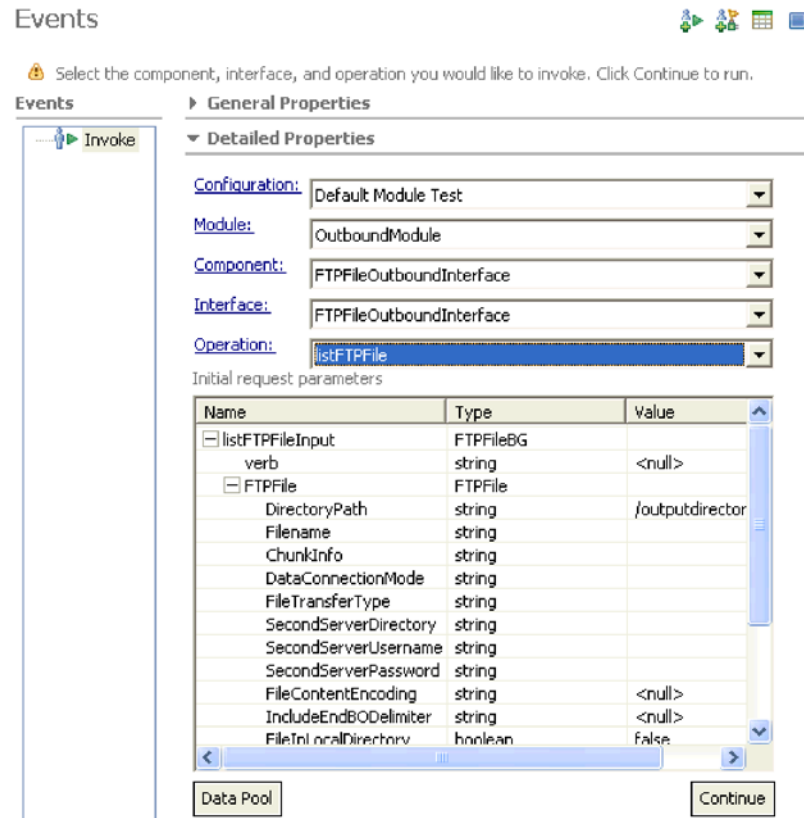 Events
Select the component, interface, and operation you would like to invoke. Click Continue to run.
Events
General Properties
Invoke
Detailed Properties
Configuration: Default Module Test
Module: OutboundModule
Component: FTPFileOutboundInterface
Interface: FTPFileOutboundInterface
Operation: listFTPFile
Initial request parameters
Name Type Value
listFTPFileInput FTPFileBG
verb string <null>
FTPFile FTPFile
DirectoryPath string /outputdirector
Filename string
ChunkInfo string
DataConnectionMode string
FileTransferType string
SecondServerDirectory string
SecondServerUsername string
SecondServerPassword string
FileContentEncoding string <null>
IncludeEndBODelimiter string <null>
FileInLocalDirectory boolean false
Data Pool Continue